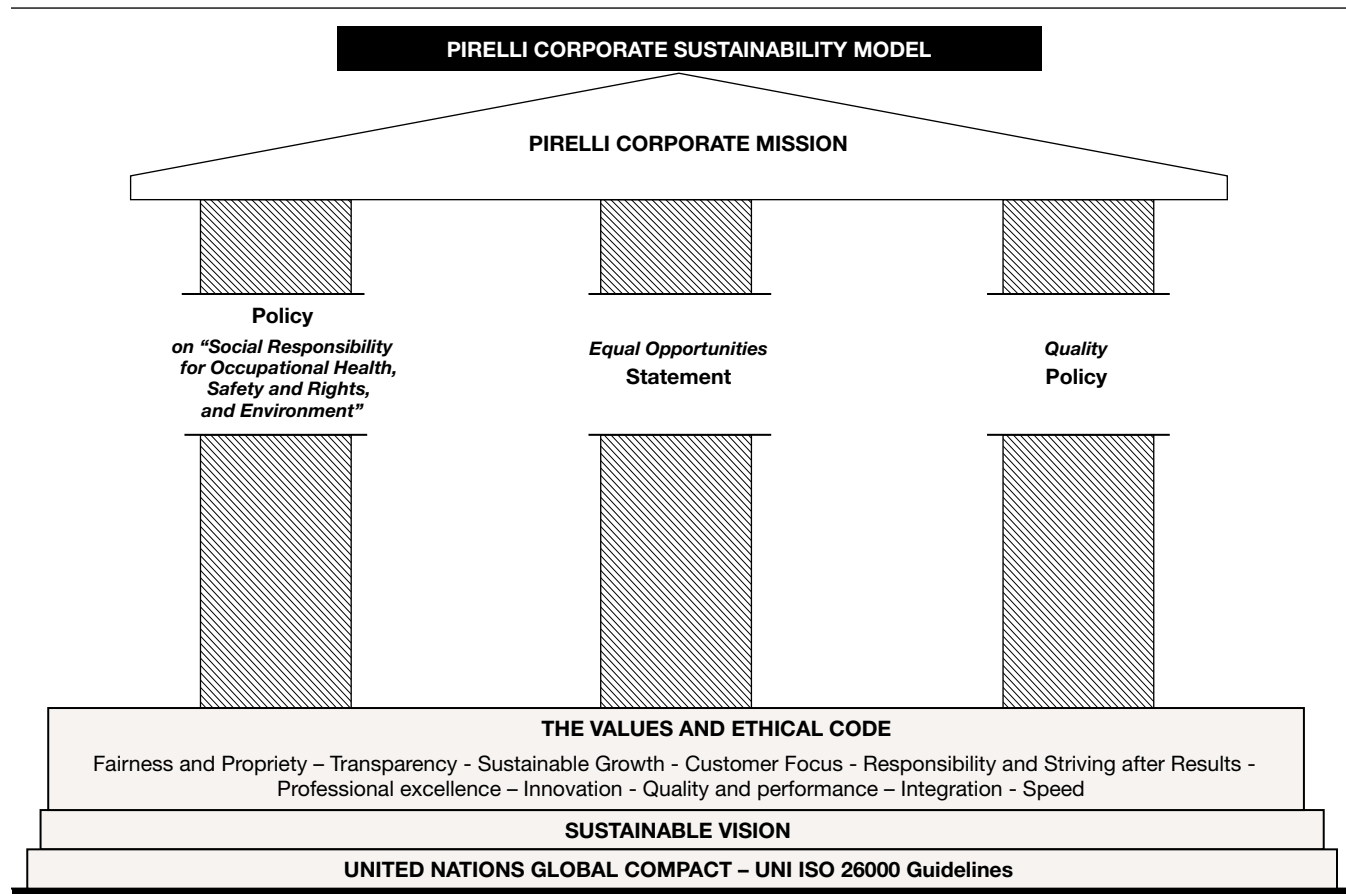 PIRELLI CORPORATE SUSTAINABILITY MODEL
PIRELLI CORPORATE MISSION
Policy
on “Social Responsibility
for Occupational Health,
Safety and Rights,
and Environment”
Equal Opportunities
Statement
Quality
Policy
THE VALUES AND ETHICAL CODE
Fairness and Propriety – Transparency - Sustainable Growth - Customer Focus - Responsibility and Striving after Results -
Professional excellence – Innovation - Quality and performance – Integration - Speed
SUSTAINABLE VISION
UNITED NATIONS GLOBAL COMPACT – UNI ISO 26000 Guidelines